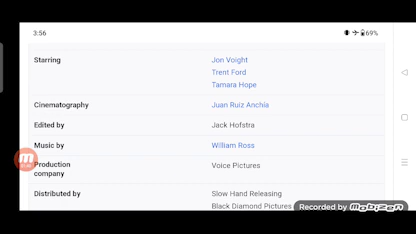 3:56
69%
Starring Jon Voight
Trent Ford
Tamara Hope
Cinematography Juan Ruiz Anchia
Edited by Jack Hofstra
Music by William Ross
Production company Voice Pictures
Distributed by Slow Hand Releasing
Black Diamond Pictures
Recorded by Mobizen